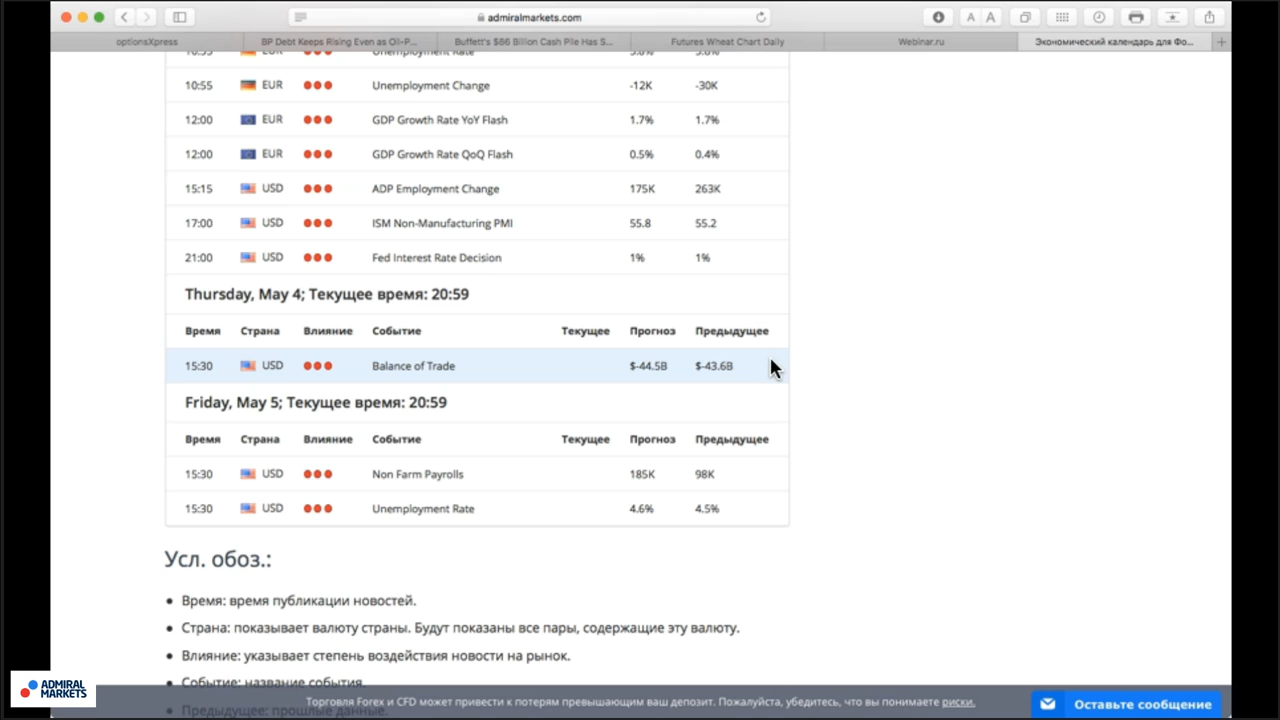 admiralmarkets.com
A A
optionsXpress BP Debt Keeps Rising Even as Oil-P... Buffett's $86 Billion Cash Pile Has S... Futures Wheat Chart Daily Webinar.ru Экономический календарь для Фо...
10:55 EUR Unemployment Change -12K -30K
12:00 EUR GDP Growth Rate YoY Flash 1.7% 1.7%
12:00 EUR GDP Growth Rate QoQ Flash 0.5% 0.4%
15:15 USD ADP Employment Change 175K 263K
17:00 USD ISM Non-Manufacturing PMI 55.8 55.2
21:00 USD Fed Interest Rate Decision 1% 1%
Thursday, May 4; Текущее время: 20:59
Время Страна Влияние Событие Текущее Прогноз Предыдущее
15:30 USD Balance of Trade $-44.5B $-43.6B
Friday, May 5; Текущее время: 20:59
Время Страна Влияние Событие Текущее Прогноз Предыдущее
15:30 USD Non Farm Payrolls 185K 98K
15:30 USD Unemployment Rate 4.6% 4.5%
Усл. обоз.:
• Время: время публикации новостей.
• Страна: показывает валюту страны. Будут показаны все пары, содержащие эту валюту.
• Влияние: указывает степень воздействия новости на рынок.
• Событие: название события.
• Предыдущее: прошлые данные.
Торговля Forex и CFD может привести к потерям превышающим ваш депозит. Пожалуйста, убедитесь, что вы понимаете риски.
Оставьте сообщение
ADMIRAL
MARKETS